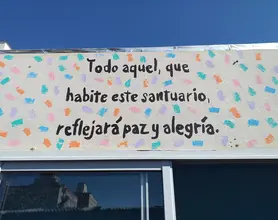 Todo aquel, que
habite este santuario,
reflejará paz y alegría.